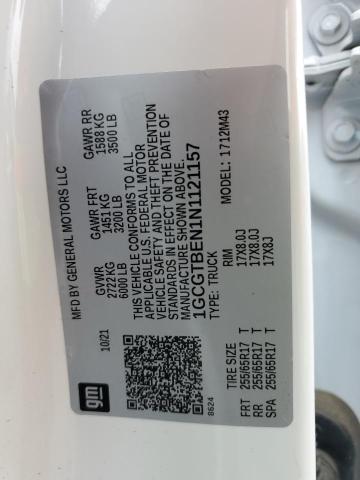 gm
MFD BY GENERAL MOTORS LLC
10/21
GVWR GAWR FRT GAWR RR
2722 KG 1451 KG 1588 KG
6000 LB 3200 LB 3500 LB
THIS VEHICLE CONFORMS TO ALL
APPLICABLE U.S. FEDERAL MOTOR
VEHICLE SAFETY AND THEFT PREVENTION
STANDARDS IN EFFECT ON THE DATE OF
MANUFACTURE SHOWN ABOVE.
1GCGTBEN1N1121157
TYPE: TRUCK MODEL: 1712M43
8624
TIRE SIZE RIM
FRT 255/65R17 T 17X8.0J
RR 255/65R17 T 17X8.0J
SPA 255/65R17 T 17X8J